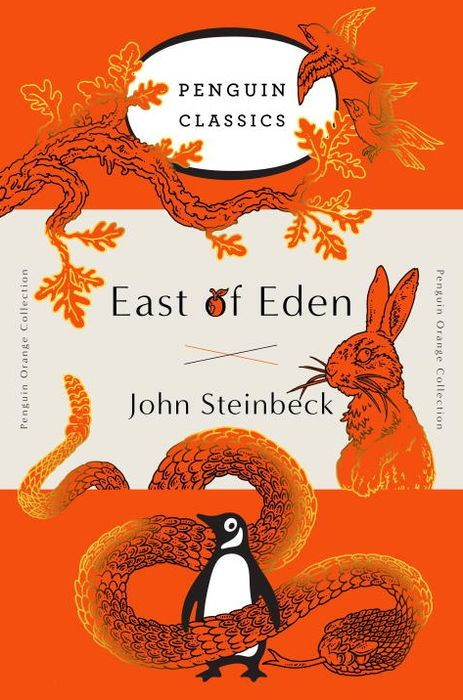 PENGUIN
CLASSICS
East of Eden
John Steinbeck
Penguin Orange Collection
Penguin Orange Collection